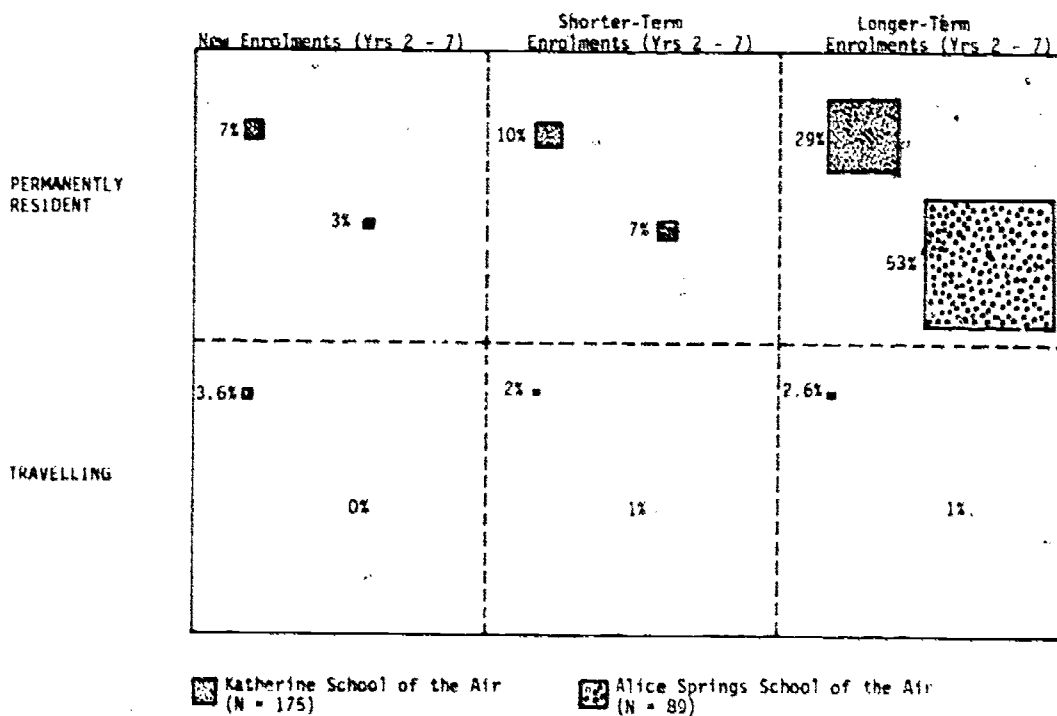 New Enrolments (Yrs 2 - 7)
Shorter-Term
Enrolments (Yrs 2 - 7)
Longer-Term
Enrolments (Yrs 2 - 7)
PERMANENTLY
RESIDENT
7%
10%
29%
3%
7%
53%
TRAVELLING
3.6%
2%
2.6%
0%
1%
1%
Katherine School of the Air
(N = 175)
Alice Springs School of the Air
(N = 89)